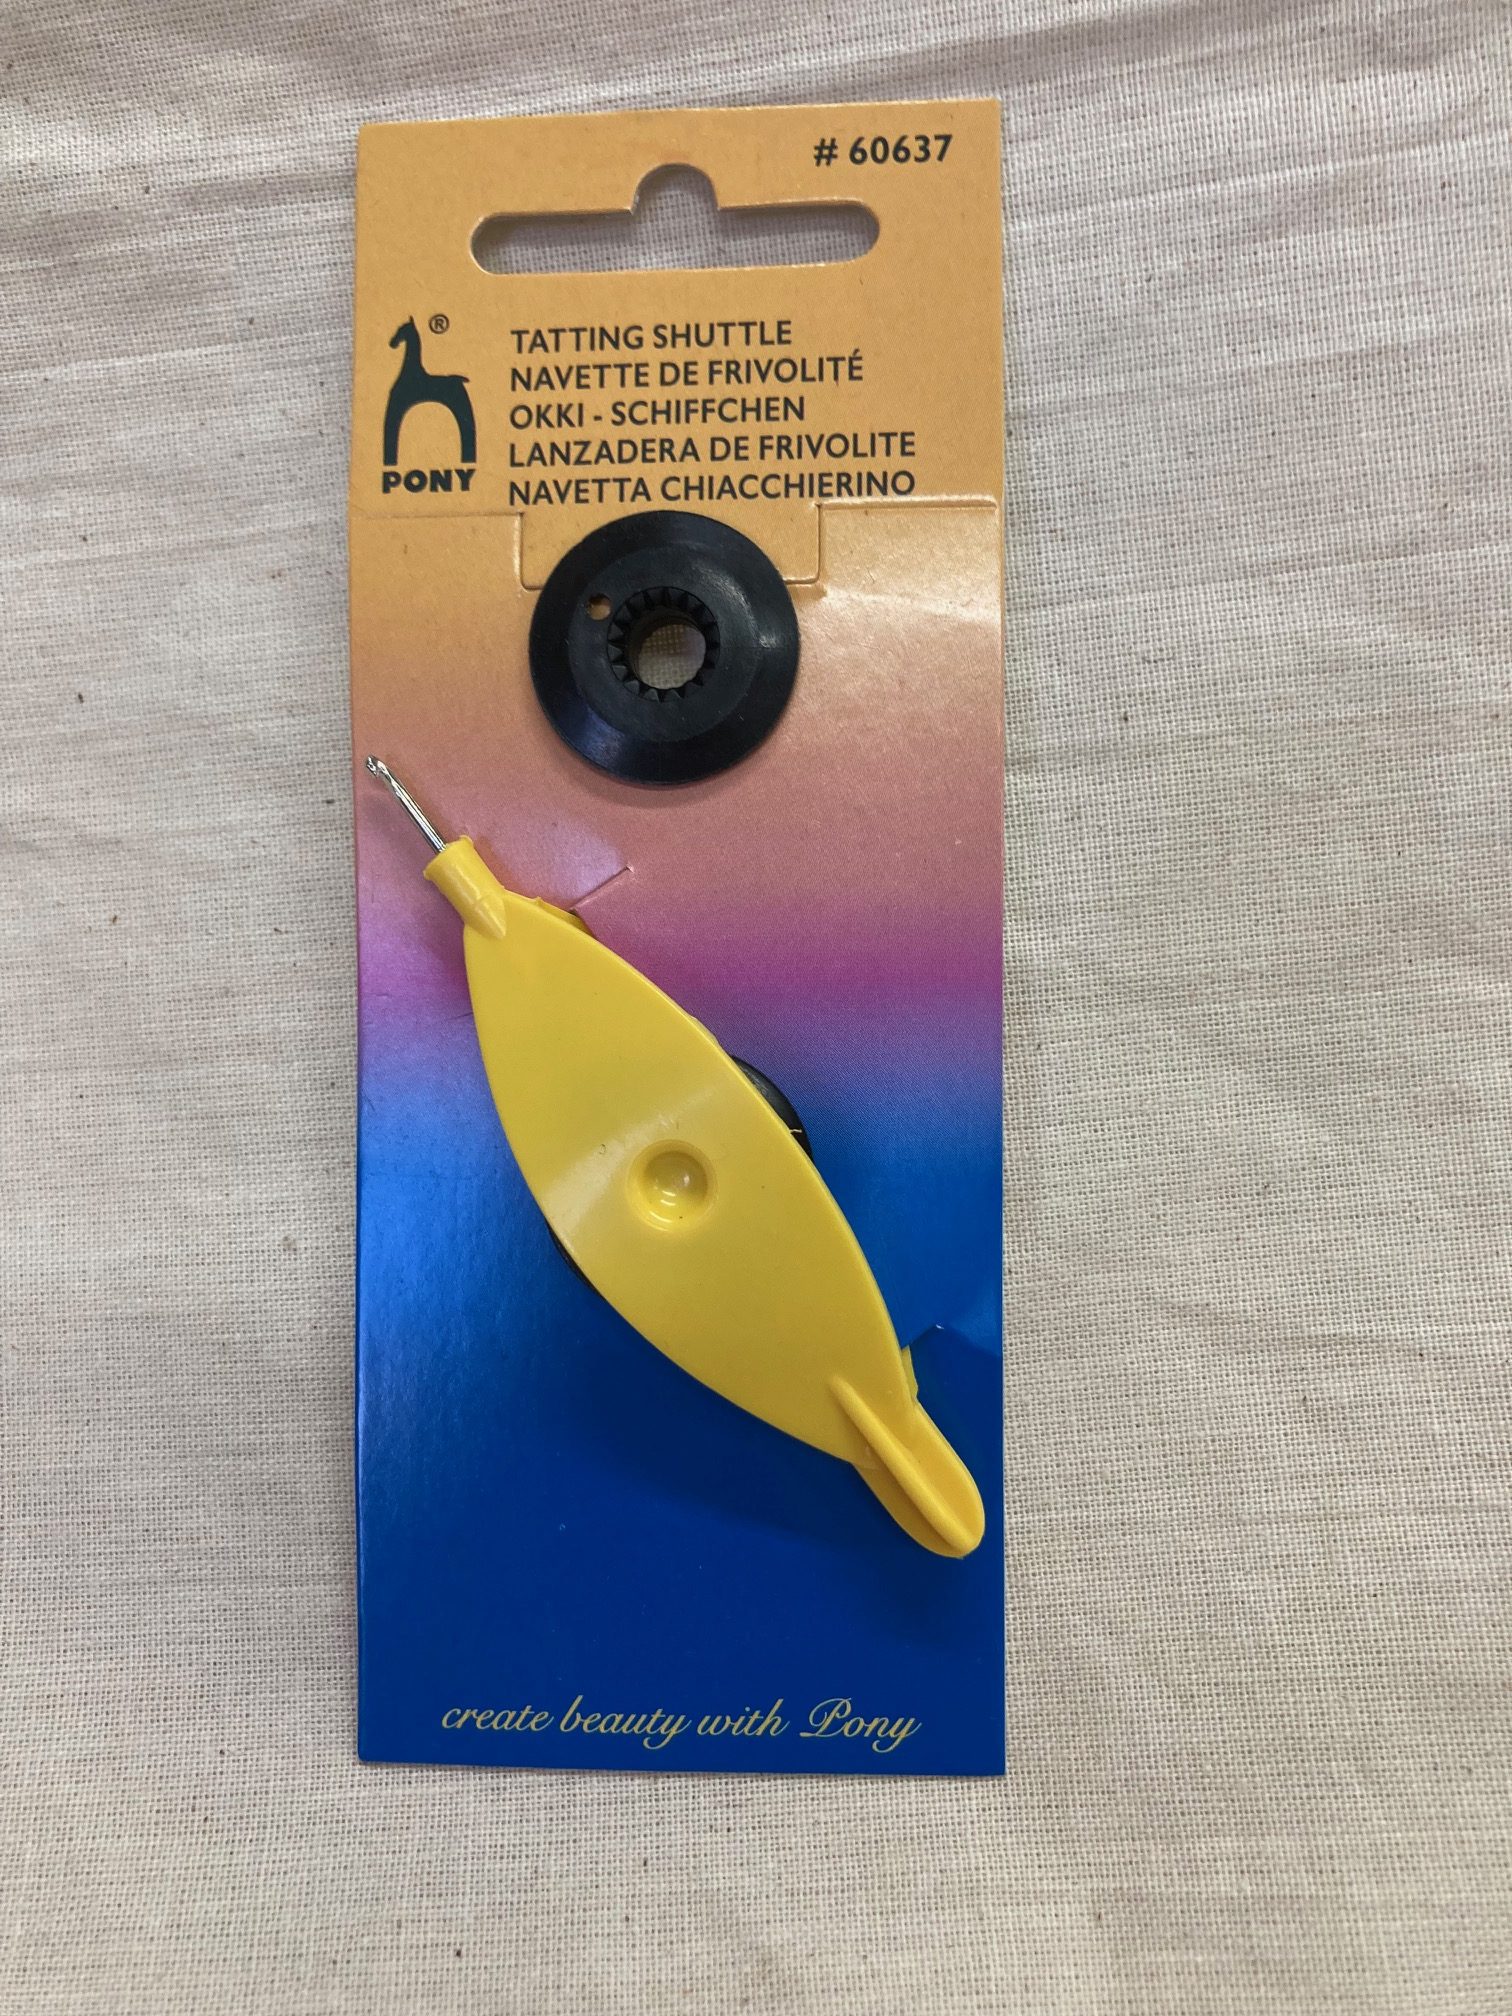 # 60637
®
TATTING SHUTTLE
NAVETTE DE FRIVOLITÉ
OKKI - SCHIFFCHEN
LANZADERA DE FRIVOLITE
NAVETTA CHIACCHIERINO
PONY
create beauty with Pony